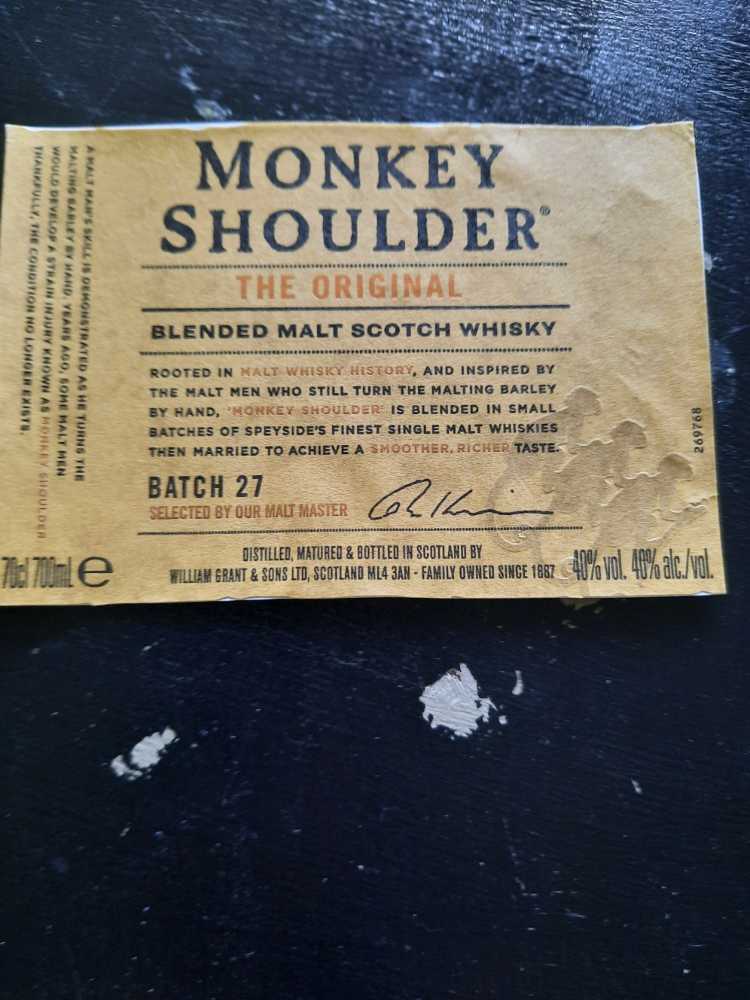 MONKEY
SHOULDER®
THE ORIGINAL
BLENDED MALT SCOTCH WHISKY
ROOTED IN MALT WHISKY HISTORY, AND INSPIRED BY
THE MALT MEN WHO STILL TURN THE MALTING BARLEY
BY HAND, 'MONKEY SHOULDER' IS BLENDED IN SMALL
BATCHES OF SPEYSIDE'S FINEST SINGLE MALT WHISKIES
THEN MARRIED TO ACHIEVE A SMOOTHER, RICHER TASTE.
BATCH 27
SELECTED BY OUR MALT MASTER
DISTILLED, MATURED & BOTTLED IN SCOTLAND BY
WILLIAM GRANT & SONS LTD, SCOTLAND ML4 3AN - FAMILY OWNED SINCE 1887
70cl 700ml e
40% vol. 40% alc./vol.
A MALT MAN'S SKILL IS DEMONSTRATED AS HE TURNS THE
MALTING BARLEY BY HAND. YEARS AGO, SOME MALT MEN
WOULD DEVELOP A STRAIN INJURY KNOWN AS MONKEY SHOULDER
THANKFULLY, THE CONDITION NO LONGER EXISTS.
269768